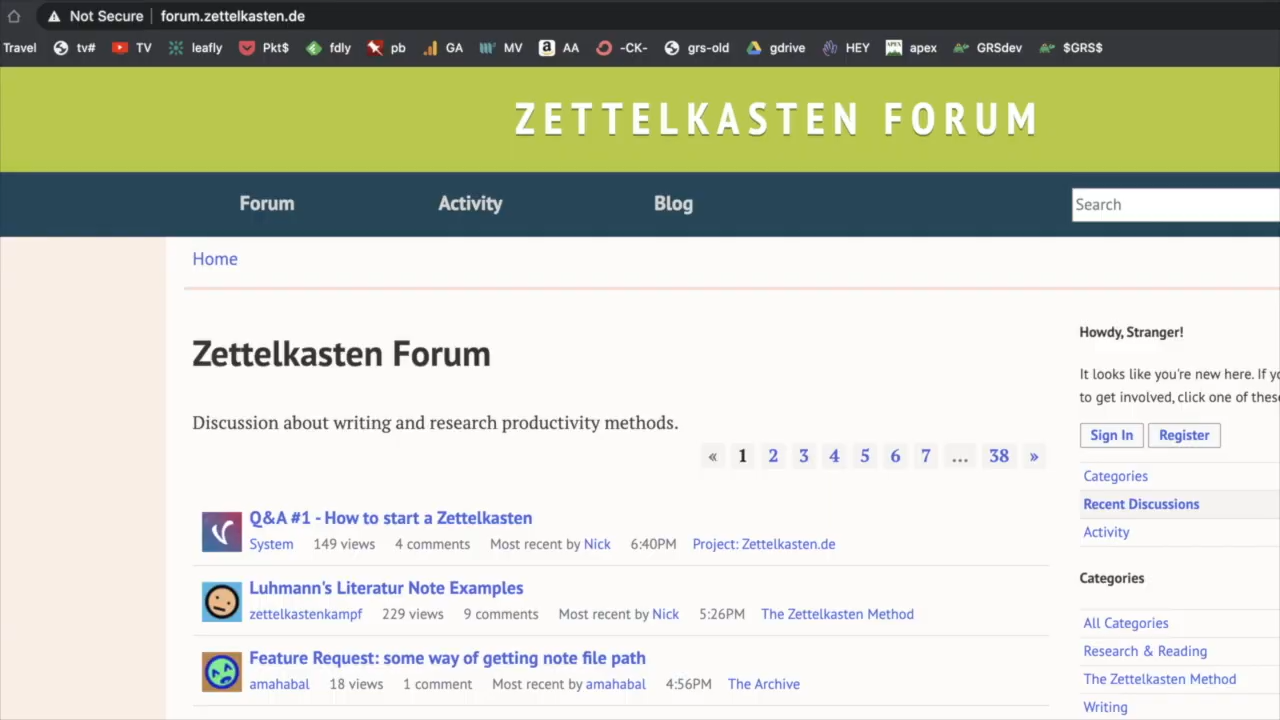 Not Secure | forum.zettelkasten.de
Travel tv# TV leafly Pkt$ fdly pb GA MV AA -CK- grs-old gdrive HEY apex GRSdev $GRS$
ZETTELKASTEN FORUM
Forum Activity Blog Search
Home
Zettelkasten Forum
Discussion about writing and research productivity methods.
« 1 2 3 4 5 6 7 ... 38 »
Q&A #1 - How to start a Zettelkasten
System 149 views 4 comments Most recent by Nick 6:40PM Project: Zettelkasten.de
Luhmann's Literatur Note Examples
zettelkastenkampf 229 views 9 comments Most recent by Nick 5:26PM The Zettelkasten Method
Feature Request: some way of getting note file path
amahabal 18 views 1 comment Most recent by amahabal 4:56PM The Archive
Howdy, Stranger!
It looks like you're new here. If yo
to get involved, click one of these
Sign In Register
Categories
Recent Discussions
Activity
Categories
All Categories
Research & Reading
The Zettelkasten Method
Writing